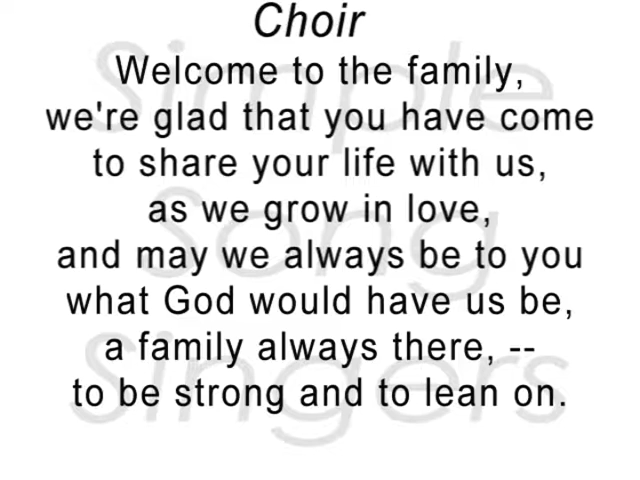 Choir
Welcome to the family,
we're glad that you have come
to share your life with us,
as we grow in love,
and may we always be to you
what God would have us be,
a family always there, --
to be strong and to lean on.
Simple
Song
Singers